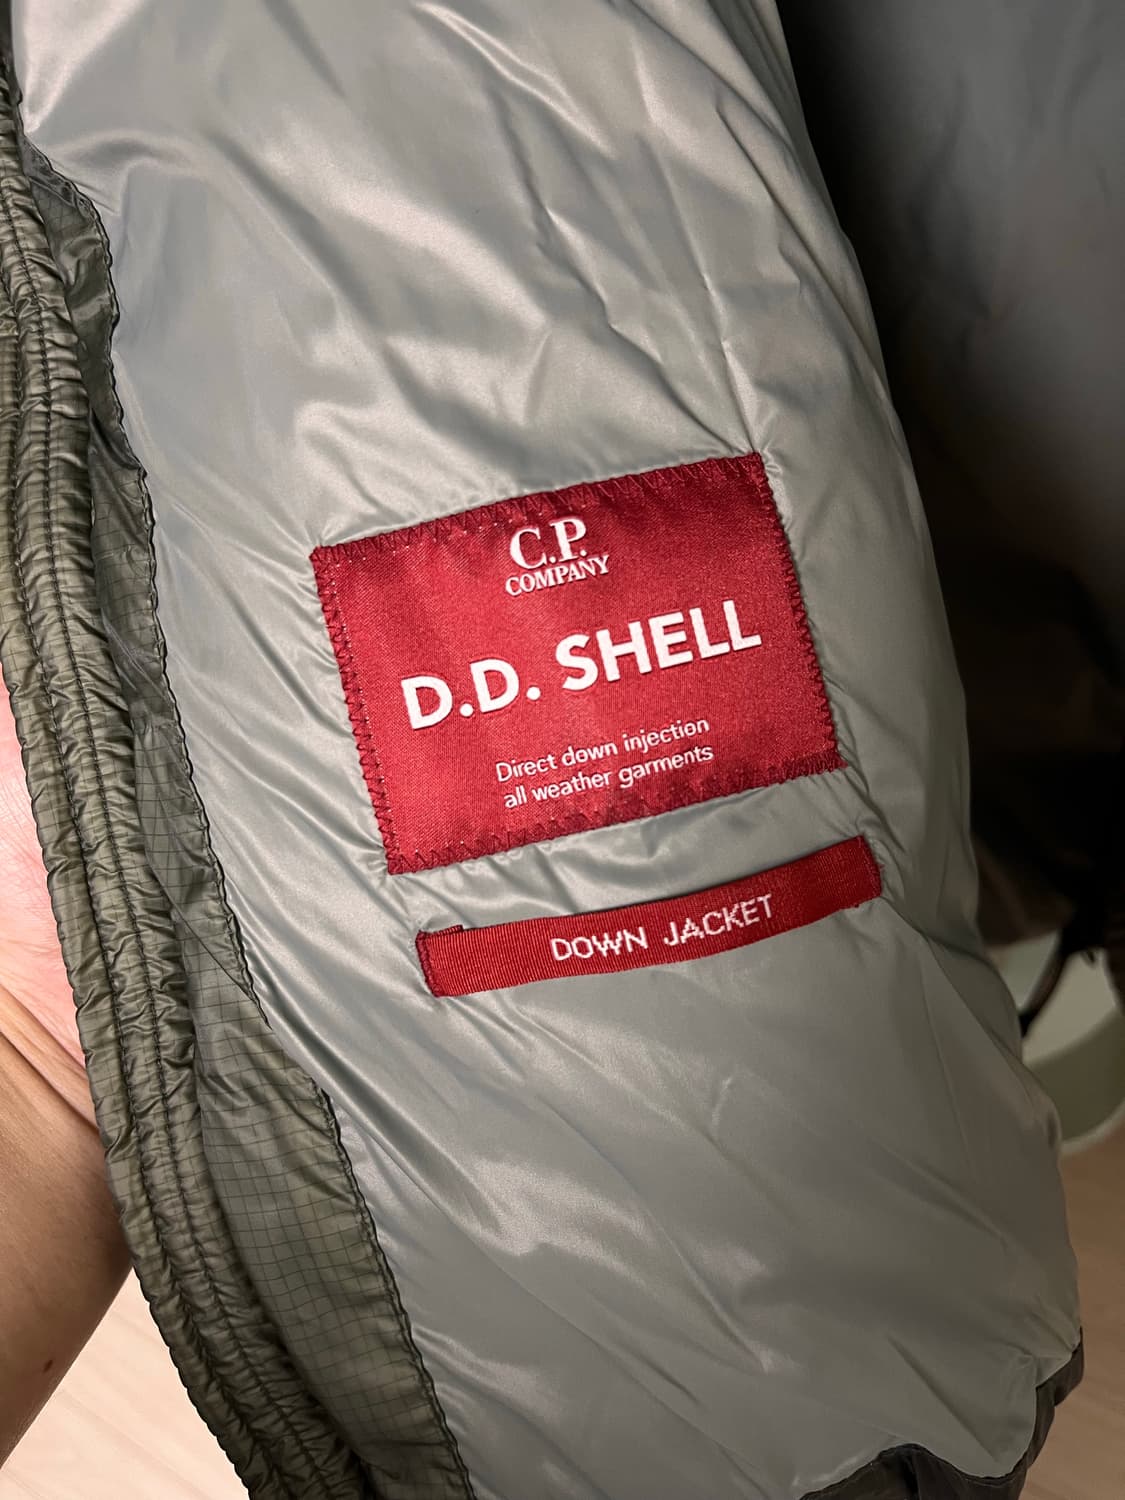 C.P.
COMPANY
D.D. SHELL
Direct down injection
all weather garments
DOWN JACKET